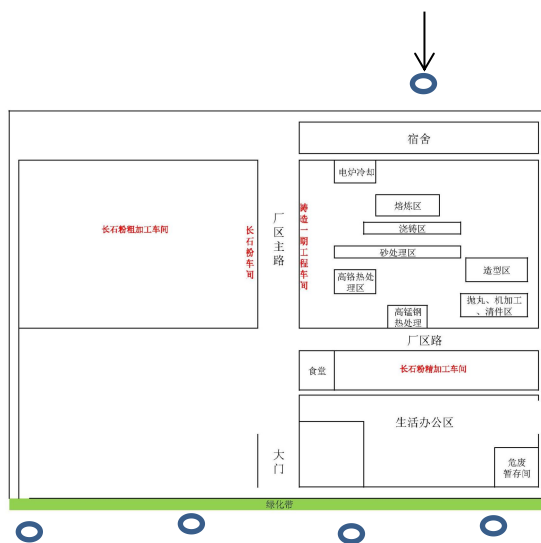 宿舍
电炉冷却
熔炼区
浇铸区
砂处理区
高铬热处
理区
造型区
抛丸、机加工
、清件区
高锰钢
热处理
长石粉粗加工车间
长石粉车间
厂区主路
铸造一期工程车间
厂区路
食堂
长石粉精加工车间
生活办公区
大门
危废
暂存间
绿化带